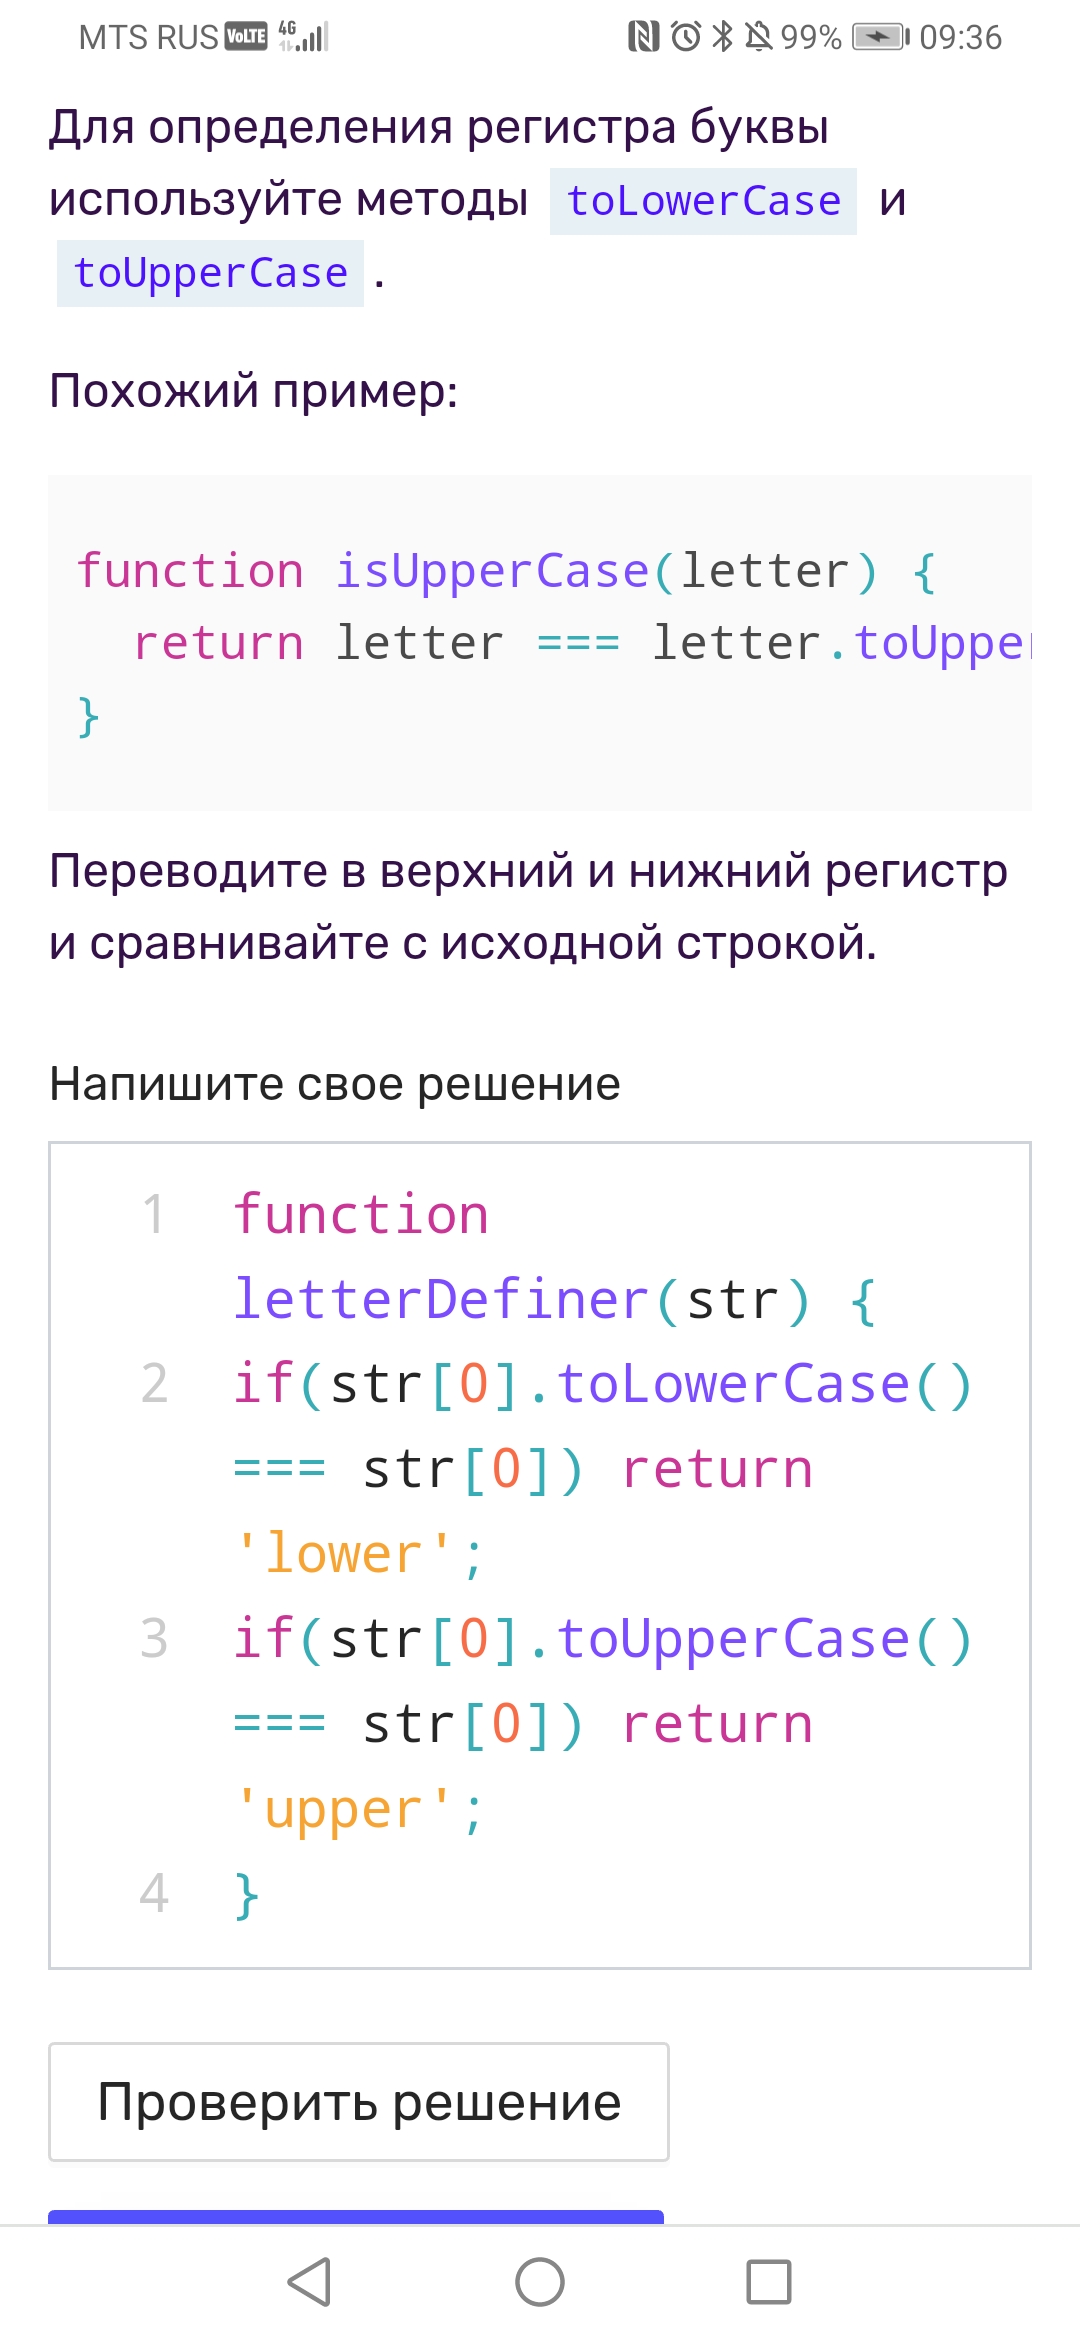 MTS RUS VoLTE 4G 99% 09:36
Для определения регистра буквы
используйте методы toLowerCase и
toUpperCase .
Похожий пример:
function isUpperCase(letter) {
return letter === letter.toUpper
}
Переводите в верхний и нижний регистр
и сравнивайте с исходной строкой.
Напишите свое решение
1 function
letterDefiner(str) {
2 if(str[0].toLowerCase()
=== str[0]) return
'lower';
3 if(str[0].toUpperCase()
=== str[0]) return
'upper';
4 }
Проверить решение